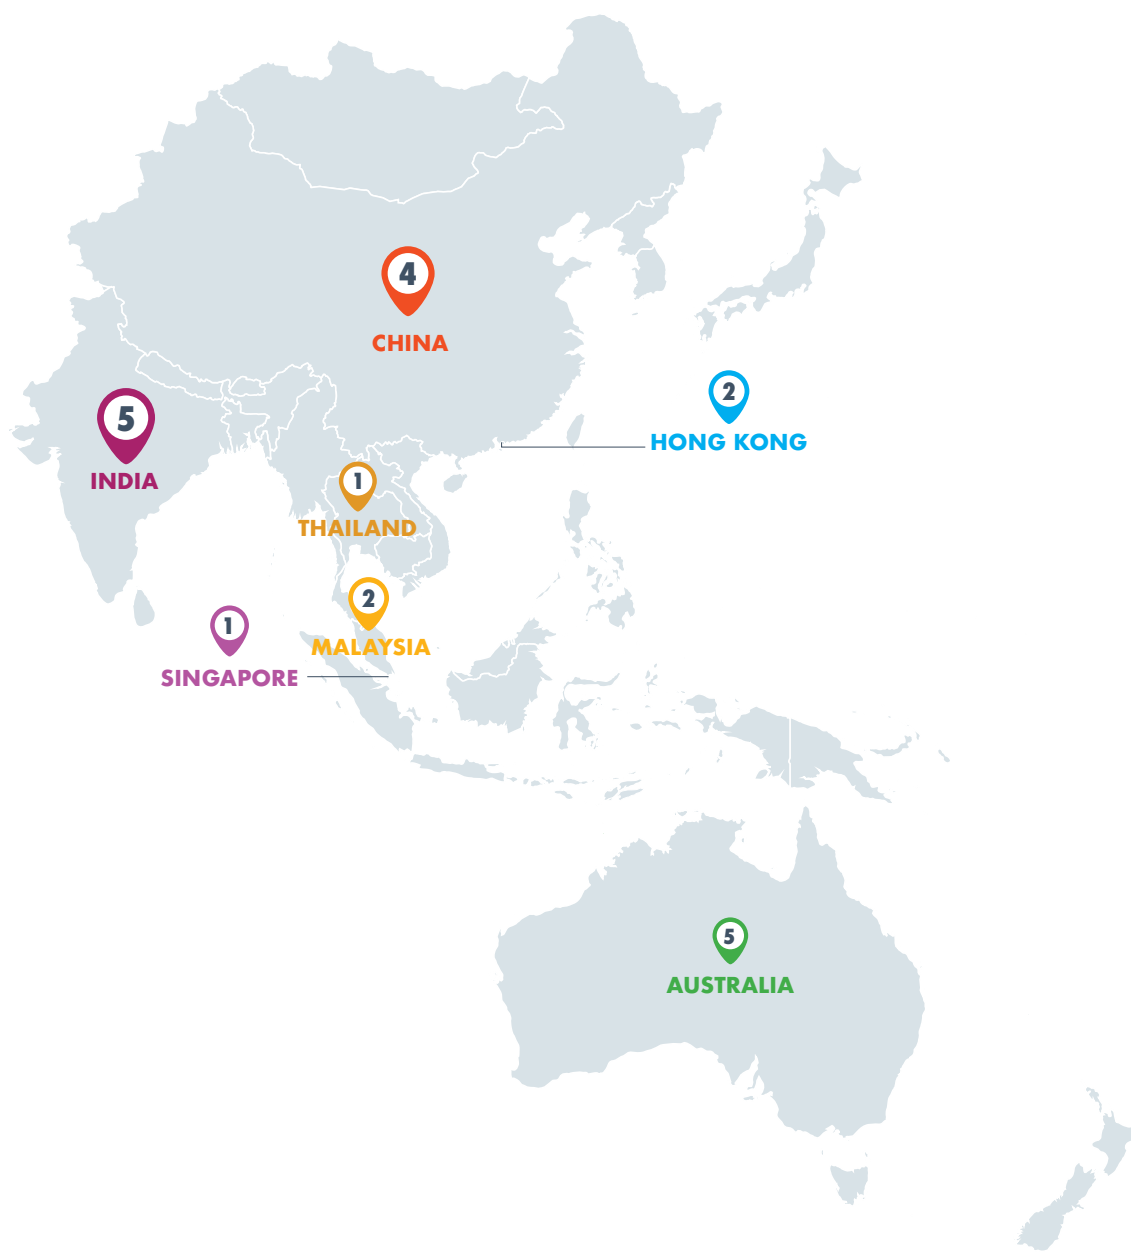 4
CHINA
2
HONG KONG
5
INDIA
1
THAILAND
2
MALAYSIA
1
SINGAPORE
5
AUSTRALIA